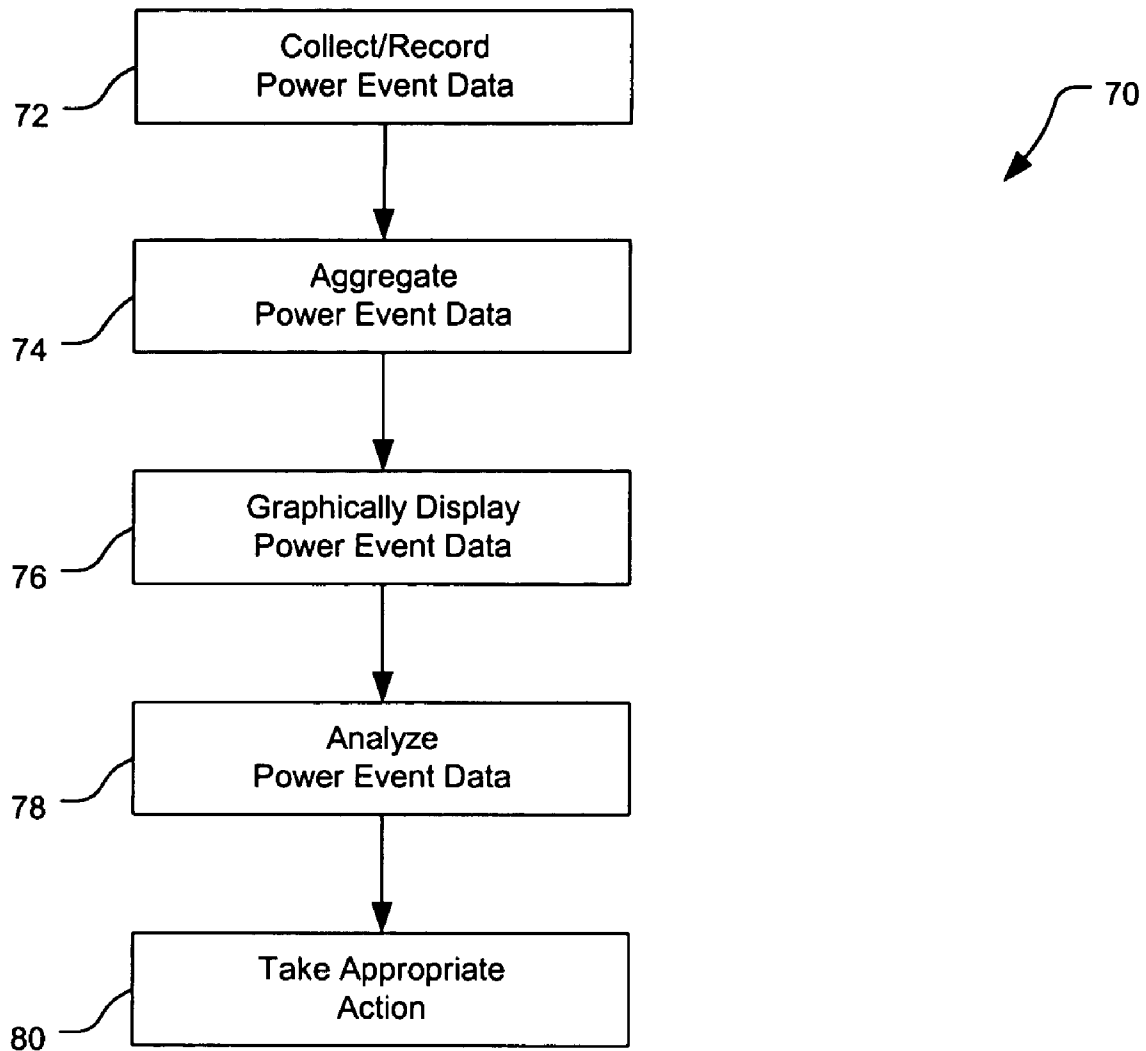 Collect/Record
Power Event Data
72
70
Aggregate
Power Event Data
74
Graphically Display
Power Event Data
76
Analyze
Power Event Data
78
Take Appropriate
Action
80